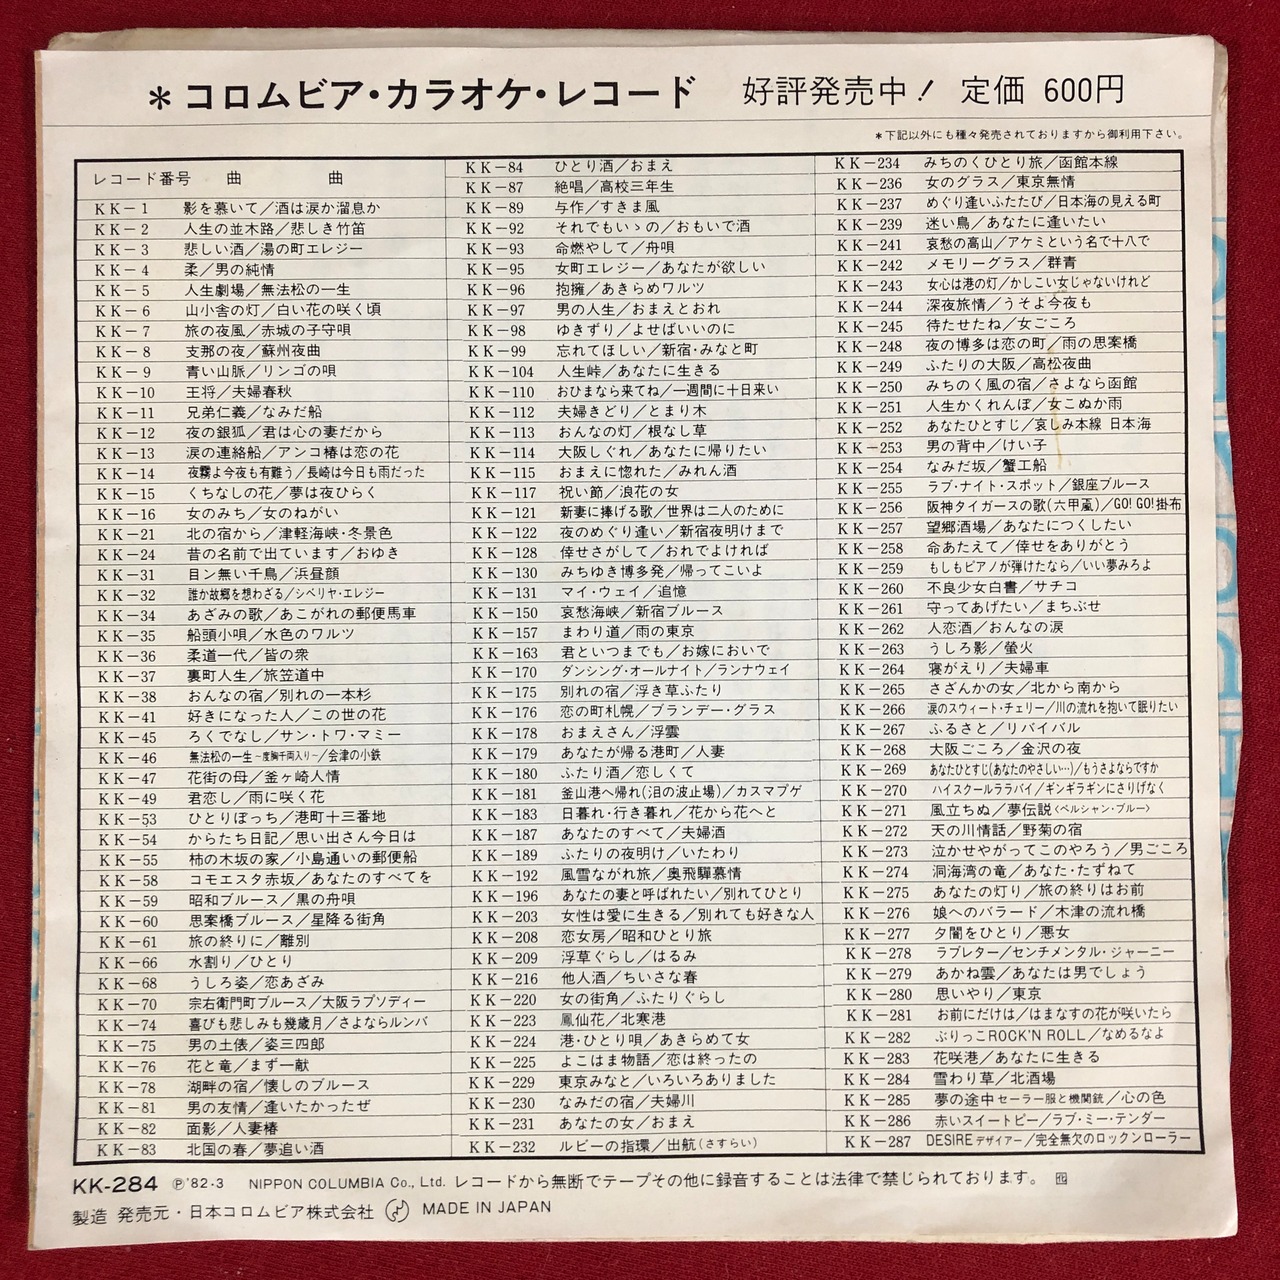 ＊コロムビア・カラオケ・レコード 好評発売中！ 定価 600円
＊下記以外にも種々発売されておりますから御利用下さい。
レコード番号 曲 曲
KK－1 影を慕いて／酒は涙か溜息か
KK－2 人生の並木路／悲しき竹笛
KK－3 悲しい酒／湯の町エレジー
KK－4 柔／男の純情
KK－5 人生劇場／無法松の一生
KK－6 山小舎の灯／白い花の咲く頃
KK－7 旅の夜風／赤城の子守唄
KK－8 支那の夜／蘇州夜曲
KK－9 青い山脈／リンゴの唄
KK－10 王将／夫婦春秋
KK－11 兄弟仁義／なみだ船
KK－12 夜の銀狐／君は心の妻だから
KK－13 涙の連絡船／アンコ椿は恋の花
KK－14 夜霧よ今夜も有難う／長崎は今日も雨だった
KK－15 くちなしの花／夢は夜ひらく
KK－16 女のみち／女のねがい
KK－21 北の宿から／津軽海峡・冬景色
KK－24 昔の名前で出ています／おゆき
KK－31 目ン無い千鳥／浜昼顔
KK－32 誰か故郷を想わざる／シベリヤ・エレジー
KK－34 あざみの歌／あこがれの郵便馬車
KK－35 船頭小唄／水色のワルツ
KK－36 柔道一代／皆の衆
KK－37 裏町人生／旅笠道中
KK－38 おんなの宿／別れの一本杉
KK－41 好きになった人／この世の花
KK－45 ろくでなし／サン・トワ・マミー
KK－46 無法松の一生～度胸千両入り～／会津の小鉄
KK－47 花街の母／釜ヶ崎人情
KK－49 君恋し／雨に咲く花
KK－53 ひとりぼっち／港町十三番地
KK－54 からたち日記／思い出さん今日は
KK－55 柿の木坂の家／小島通いの郵便船
KK－58 コモエスタ赤坂／あなたのすべてを
KK－59 昭和ブルース／黒の舟唄
KK－60 思案橋ブルース／星降る街角
KK－61 旅の終りに／離別
KK－66 水割り／ひとり
KK－68 うしろ姿／恋あざみ
KK－70 宗右衛門町ブルース／大阪ラプソディー
KK－74 喜びも悲しみも幾歳月／さよならルンバ
KK－75 男の土俵／姿三四郎
KK－76 花と竜／まず一献
KK－78 湖畔の宿／懐しのブルース
KK－81 男の友情／逢いたかったぜ
KK－82 面影／人妻椿
KK－83 北国の春／夢追い酒
KK－84 ひとり酒／おまえ
KK－87 絶唱／高校三年生
KK－89 与作／すきま風
KK－92 それでもいゝの／おもいで酒
KK－93 命燃やして／舟唄
KK－95 女町エレジー／あなたが欲しい
KK－96 抱擁／あきらめワルツ
KK－97 男の人生／おまえとおれ
KK－98 ゆきずり／よせばいいのに
KK－99 忘れてほしい／新宿・みなと町
KK－104 人生峠／あなたに生きる
KK－110 おひまなら来てね／一週間に十日来い
KK－112 夫婦きどり／とまり木
KK－113 おんなの灯／根なし草
KK－114 大阪しぐれ／あなたに帰りたい
KK－115 おまえに惚れた／みれん酒
KK－117 祝い節／浪花の女
KK－121 新妻に捧げる歌／世界は二人のために
KK－122 夜のめぐり逢い／新宿夜明けまで
KK－128 倖せさがして／おれでよければ
KK－130 みちゆき博多発／帰ってこいよ
KK－131 マイ・ウェイ／追憶
KK－150 哀愁海峡／新宿ブルース
KK－157 まわり道／雨の東京
KK－163 君といつまでも／お嫁においで
KK－170 ダンシング・オールナイト／ランナウェイ
KK－175 別れの宿／浮き草ふたり
KK－176 恋の町札幌／ブランデー・グラス
KK－178 おまえさん／浮雲
KK－179 あなたが帰る港町／人妻
KK－180 ふたり酒／恋しくて
KK－181 釜山港へ帰れ(泪の波止場)／カスマプゲ
KK－183 日暮れ・行き暮れ／花から花へと
KK－187 あなたのすべて／夫婦酒
KK－189 ふたりの夜明け／いたわり
KK－192 風雪ながれ旅／奥飛騨慕情
KK－196 あなたの妻と呼ばれたい／別れてひとり
KK－203 女性は愛に生きる／別れても好きな人
KK－208 恋女房／昭和ひとり旅
KK－209 浮草ぐらし／はるみ
KK－216 他人酒／ちいさな春
KK－220 女の街角／ふたりぐらし
KK－223 鳳仙花／北寒港
KK－224 港・ひとり唄／あきらめて女
KK－225 よこはま物語／恋は終ったの
KK－229 東京みなと／いろいろありました
KK－230 なみだの宿／夫婦川
KK－231 あなたの女／おまえ
KK－232 ルビーの指環／出航(さすらい)
KK－234 みちのくひとり旅／函館本線
KK－236 女のグラス／東京無情
KK－237 めぐり逢いふたたび／日本海の見える町
KK－239 迷い鳥／あなたに逢いたい
KK－241 哀愁の高山／アケミという名で十八で
KK－242 メモリーグラス／群青
KK－243 女心は港の灯／かしこい女じゃないけれど
KK－244 深夜旅情／うそよ今夜も
KK－245 待たせたね／女ごころ
KK－248 夜の博多は恋の町／雨の思案橋
KK－249 ふたりの大阪／高松夜曲
KK－250 みちのく風の宿／さよなら函館
KK－251 人生かくれんぼ／女こぬか雨
KK－252 あなたひとすじ／哀しみ本線 日本海
KK－253 男の背中／けい子
KK－254 なみだ坂／蟹工船
KK－255 ラブ・ナイト・スポット／銀座ブルース
KK－256 阪神タイガースの歌(六甲颪)／GO! GO! 掛布
KK－257 望郷酒場／あなたにつくしたい
KK－258 命あたえて／倖せをありがとう
KK－259 もしもピアノが弾けたなら／いい夢みろよ
KK－260 不良少女白書／サチコ
KK－261 守ってあげたい／まちぶせ
KK－262 人恋酒／おんなの涙
KK－263 うしろ影／螢火
KK－264 寝がえり／夫婦車
KK－265 さざんかの女／北から南から
KK－266 涙のスウィート・チェリー／川の流れを抱いて眠りたい
KK－267 ふるさと／リバイバル
KK－268 大阪ごころ／金沢の夜
KK－269 あなたひとすじ(あなたのやさしい…)／もうさよならですか
KK－270 ハイスクールララバイ／ギンギラギンにさりげなく
KK－271 風立ちぬ／夢伝説〈ペルシャン・ブルー〉
KK－272 天の川情話／野菊の宿
KK－273 泣かせやがってこのやろう／男ごころ
KK－274 洞海湾の竜／あなた・たずねて
KK－275 あなたの灯り／旅の終りはお前
KK－276 娘へのバラード／木津の流れ橋
KK－277 夕闇をひとり／悪女
KK－278 ラブレター／センチメンタル・ジャーニー
KK－279 あかね雲／あなたは男でしょう
KK－280 思いやり／東京
KK－281 お前にだけは／はまなすの花が咲いたら
KK－282 ぶりっこROCK'N ROLL／なめるなよ
KK－283 花咲港／あなたに生きる
KK－284 雪わり草／北酒場
KK－285 夢の途中セーラー服と機関銃／心の色
KK－286 赤いスイートピー／ラブ・ミー・テンダー
KK－287 DESIREデザイアー／完全無欠のロックンローラー
KK-284 Ⓟ'82・3 NIPPON COLUMBIA Co., Ltd. レコードから無断でテープその他に録音することは法律で禁じられております。
製造 発売元・日本コロムビア株式会社 MADE IN JAPAN